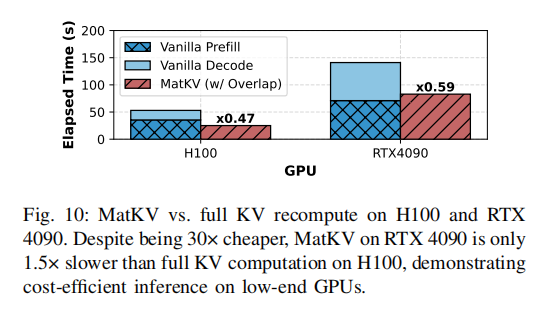 200
150
100
50
0
Elapsed Time (s)
Vanilla Prefill
Vanilla Decode
MatKV (w/ Overlap)
x0.47
x0.59
H100
RTX4090
GPU
Fig. 10: MatKV vs. full KV recompute on H100 and RTX
4090. Despite being 30× cheaper, MatKV on RTX 4090 is only
1.5× slower than full KV computation on H100, demonstrating
cost-efficient inference on low-end GPUs.